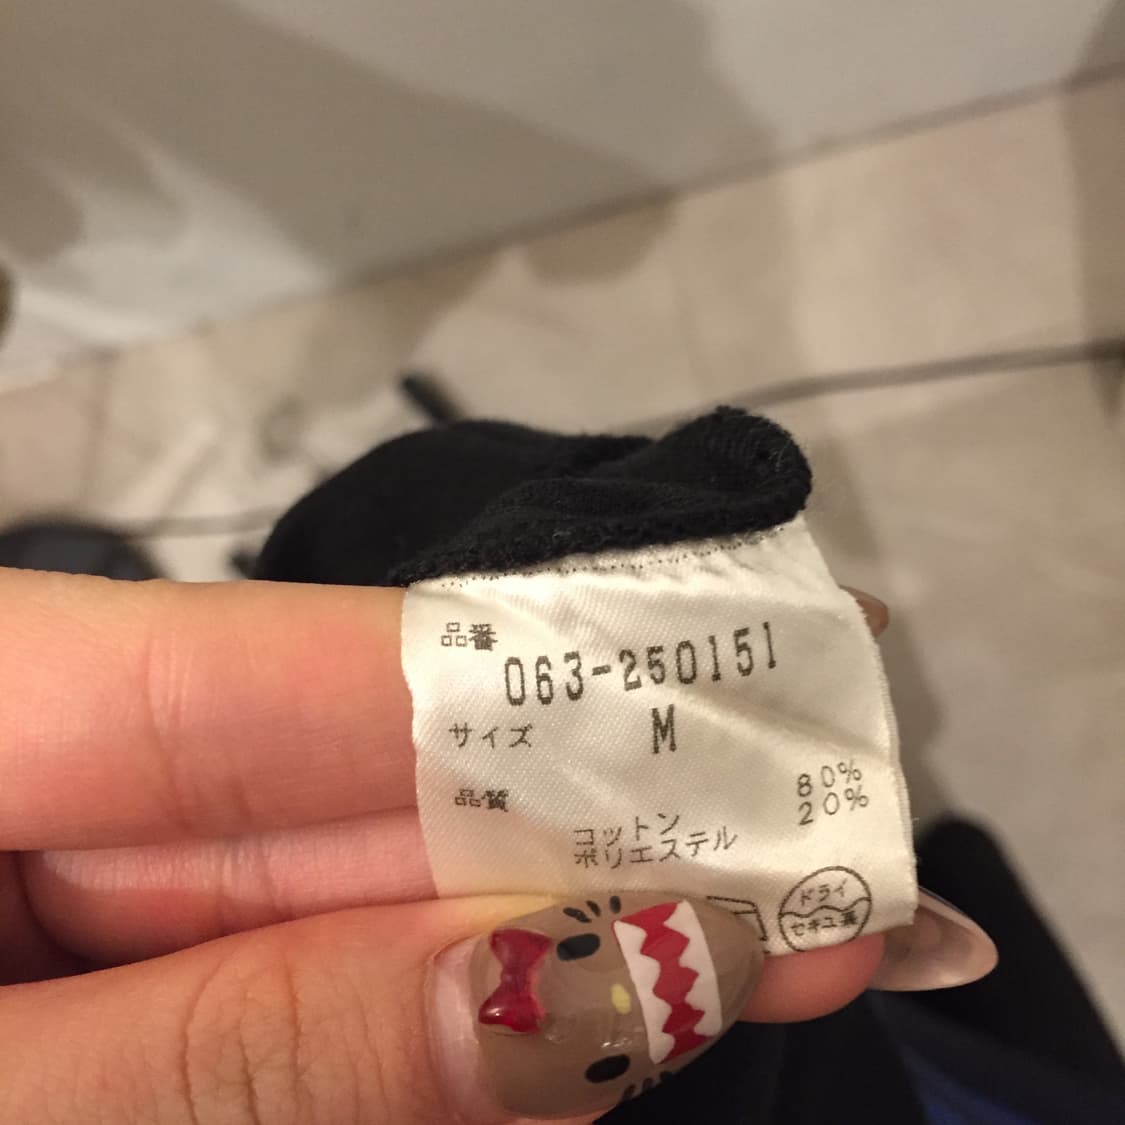 品番
063-250151
サイズ M
品質
80%
20%
コットン
ポリエステル
ドライ
セキユ系